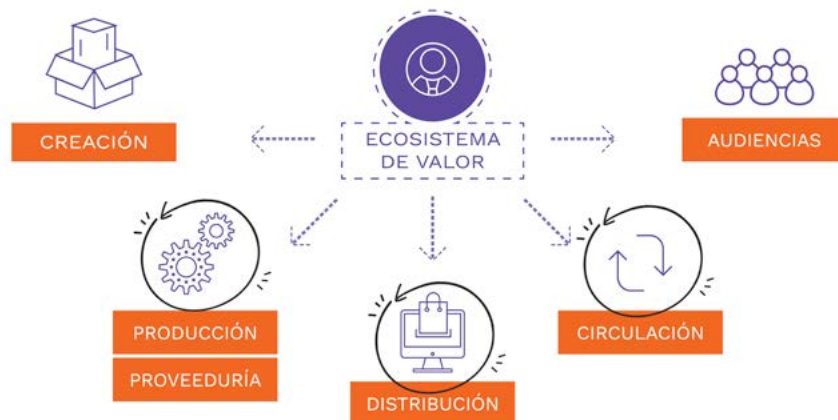 ECOSISTEMA
DE VALOR
CREACIÓN
AUDIENCIAS
PRODUCCIÓN
PROVEEDURÍA
DISTRIBUCIÓN
CIRCULACIÓN